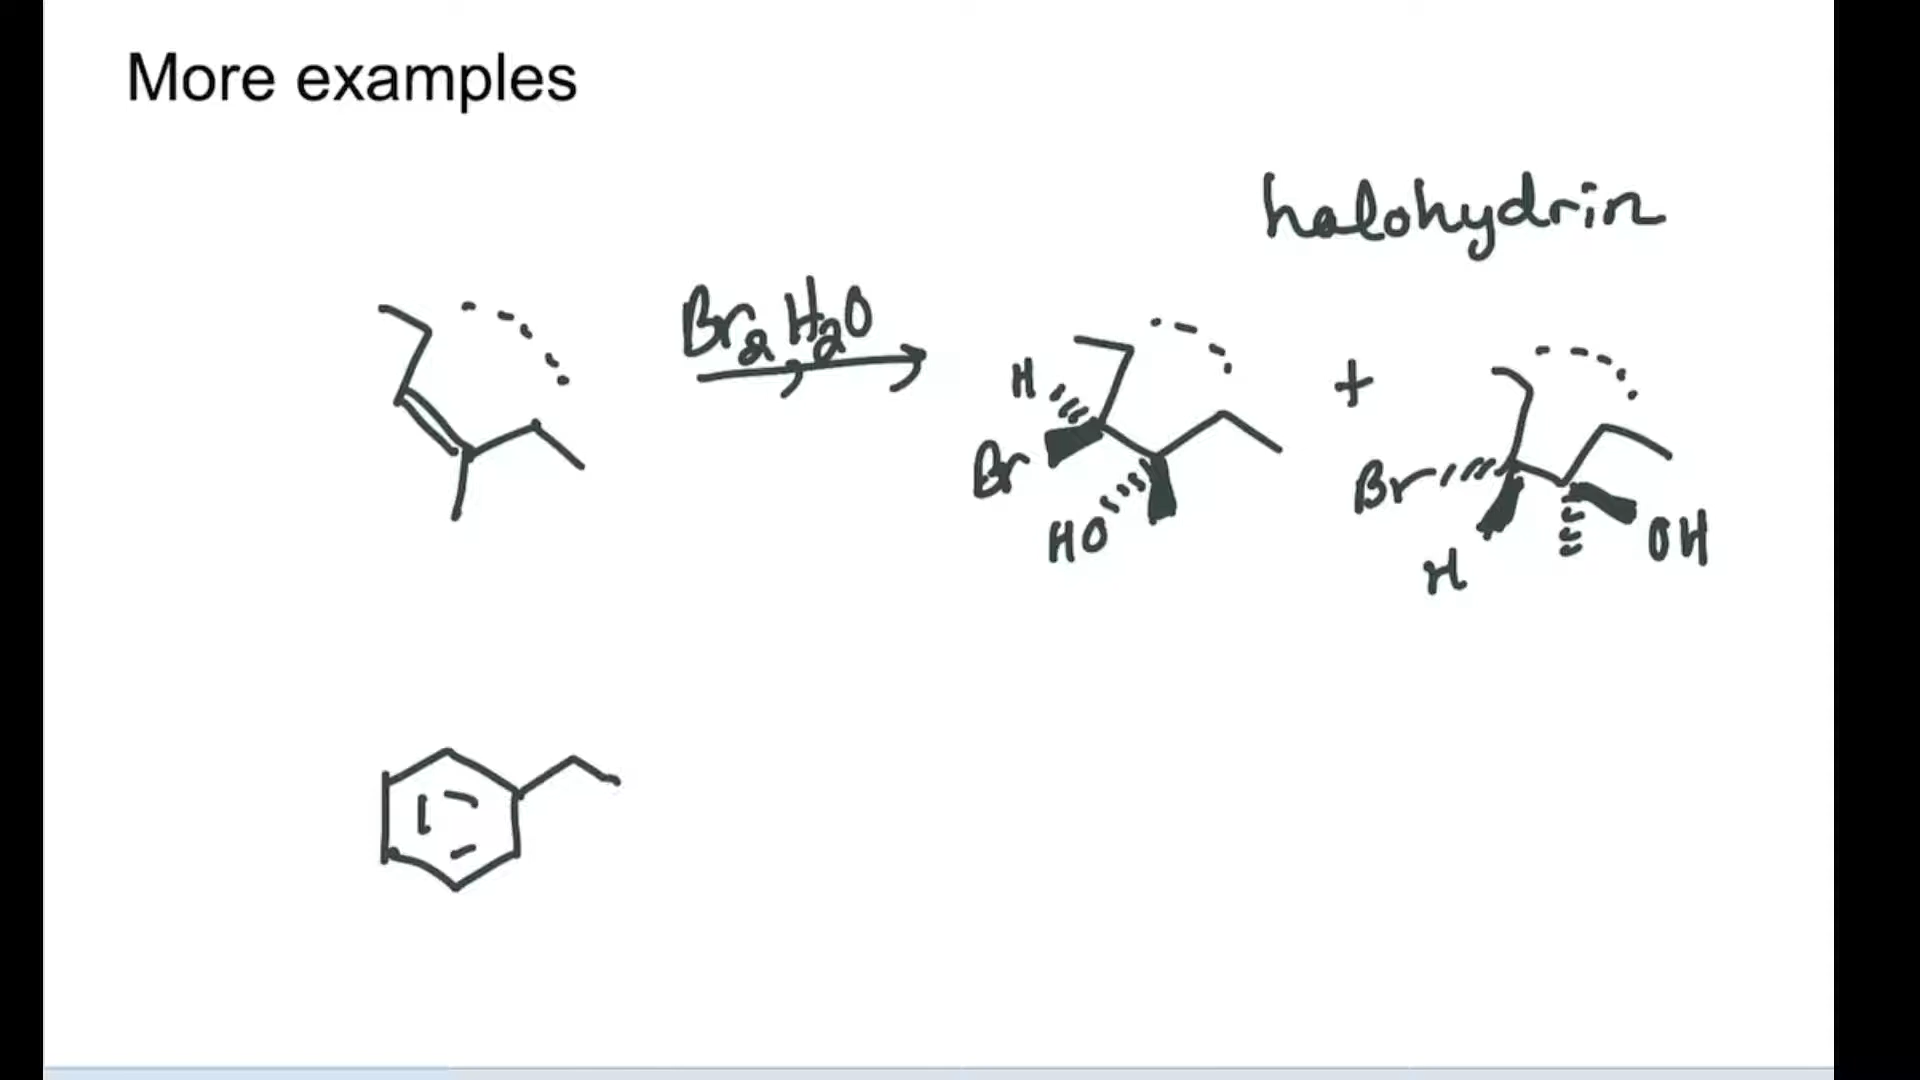 More examples
halohydrin
Br₂, H₂O
H
Br
HO
+
Br
H
OH